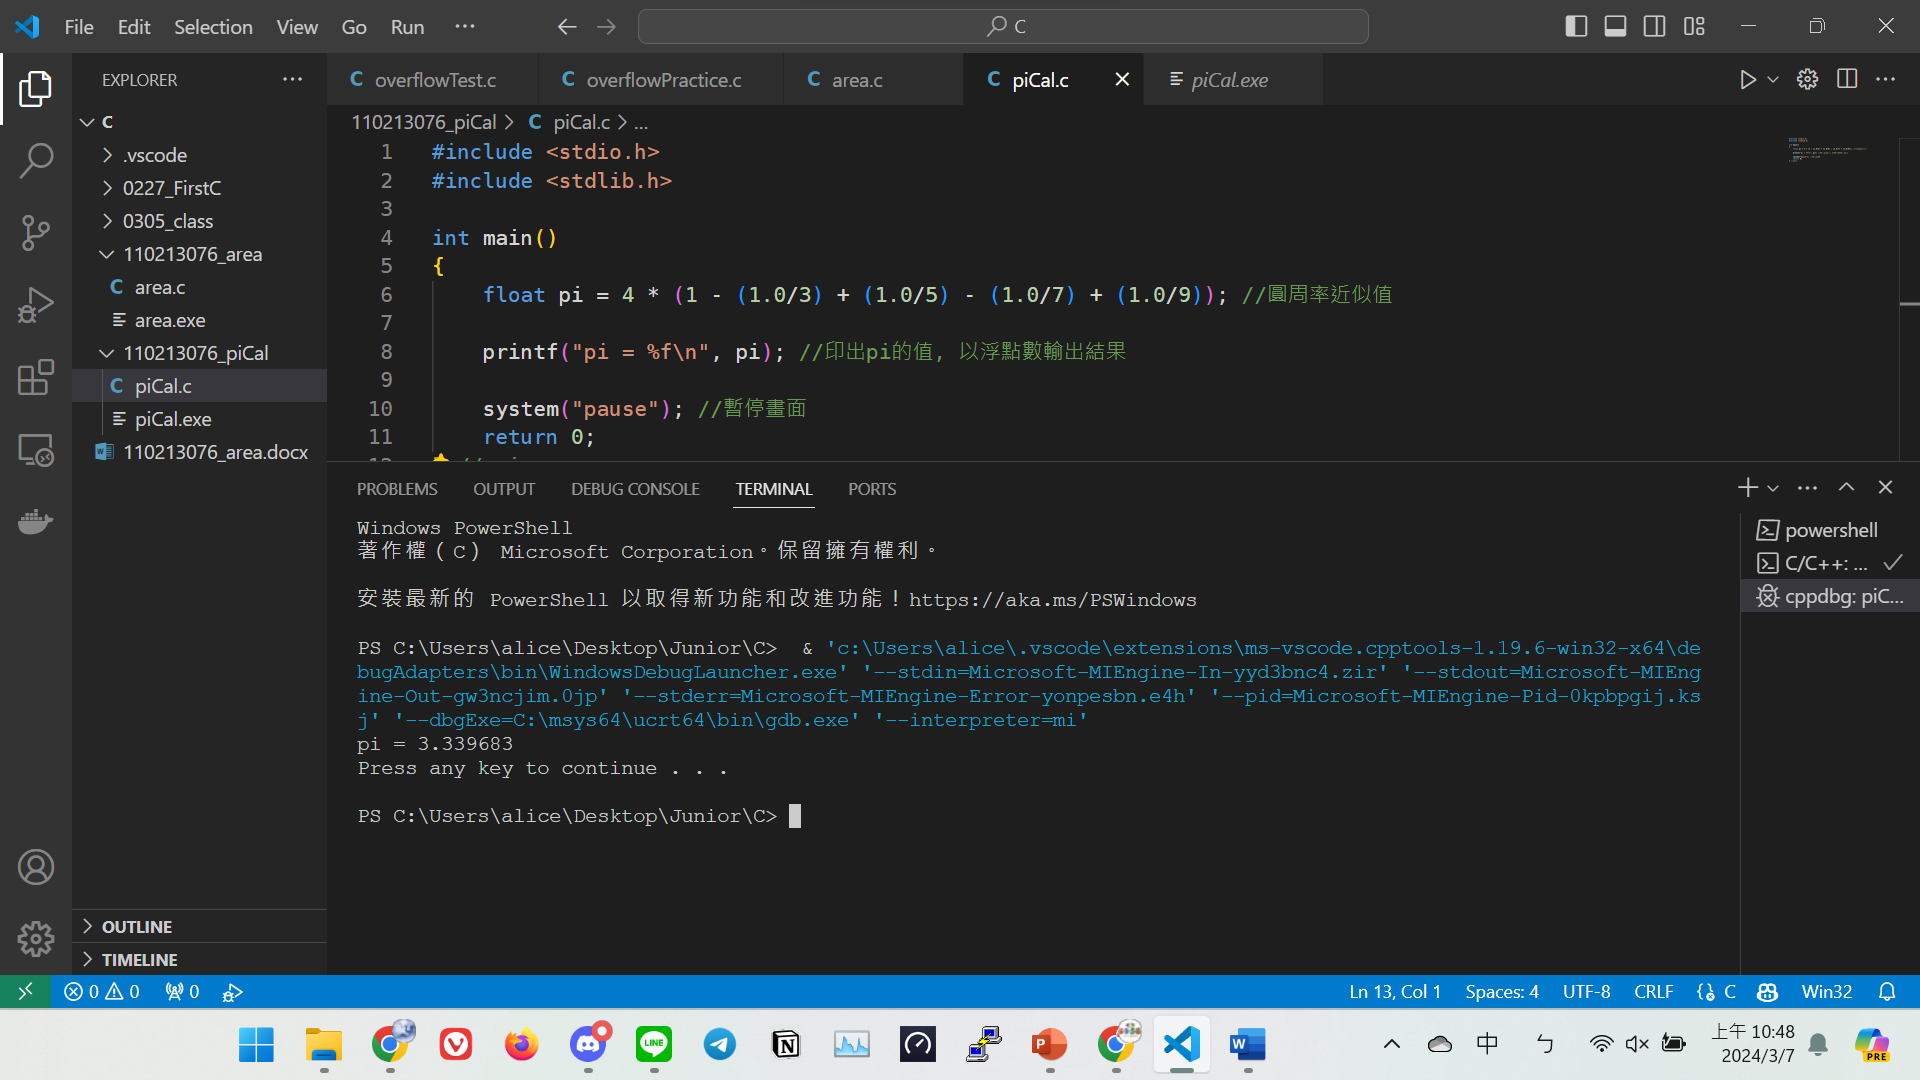 File Edit Selection View Go Run ...
C
EXPLORER ...
overflowTest.c
overflowPractice.c
area.c
piCal.c
piCal.exe
C
.vscode
0227_FirstC
0305_class
110213076_area
C area.c
area.exe
110213076_piCal
C piCal.c
piCal.exe
110213076_area.docx
OUTLINE
TIMELINE
110213076_piCal > C piCal.c > ...
1 #include <stdio.h>
2 #include <stdlib.h>
3
4 int main()
5 {
6 float pi = 4 * (1 - (1.0/3) + (1.0/5) - (1.0/7) + (1.0/9)); //圓周率近似值
7
8 printf("pi = %f\n", pi); //印出pi的值, 以浮點數輸出結果
9
10 system("pause"); //暫停畫面
11 return 0;
PROBLEMS OUTPUT DEBUG CONSOLE TERMINAL PORTS
Windows PowerShell
著作權（C） Microsoft Corporation。保留擁有權利。
安裝最新的 PowerShell 以取得新功能和改進功能！https://aka.ms/PSWindows
PS C:\Users\alice\Desktop\Junior\C>  & 'c:\Users\alice\.vscode\extensions\ms-vscode.cpptools-1.19.6-win32-x64\de
bugAdapters\bin\WindowsDebugLauncher.exe' '--stdin=Microsoft-MIEngine-In-yyd3bnc4.zir' '--stdout=Microsoft-MIEng
ine-Out-gw3ncjim.0jp' '--stderr=Microsoft-MIEngine-Error-yonpesbn.e4h' '--pid=Microsoft-MIEngine-Pid-0kpbpgij.ks
j' '--dbgExe=C:\msys64\ucrt64\bin\gdb.exe' '--interpreter=mi'
pi = 3.339683
Press any key to continue . . .
PS C:\Users\alice\Desktop\Junior\C>
powershell
C/C++: ...
cppdbg: piC...
0 0 0
Ln 13, Col 1 Spaces: 4 UTF-8 CRLF C Win32
LINE
N
P
W
中
ㄅ
上午 10:48
2024/3/7
PRE